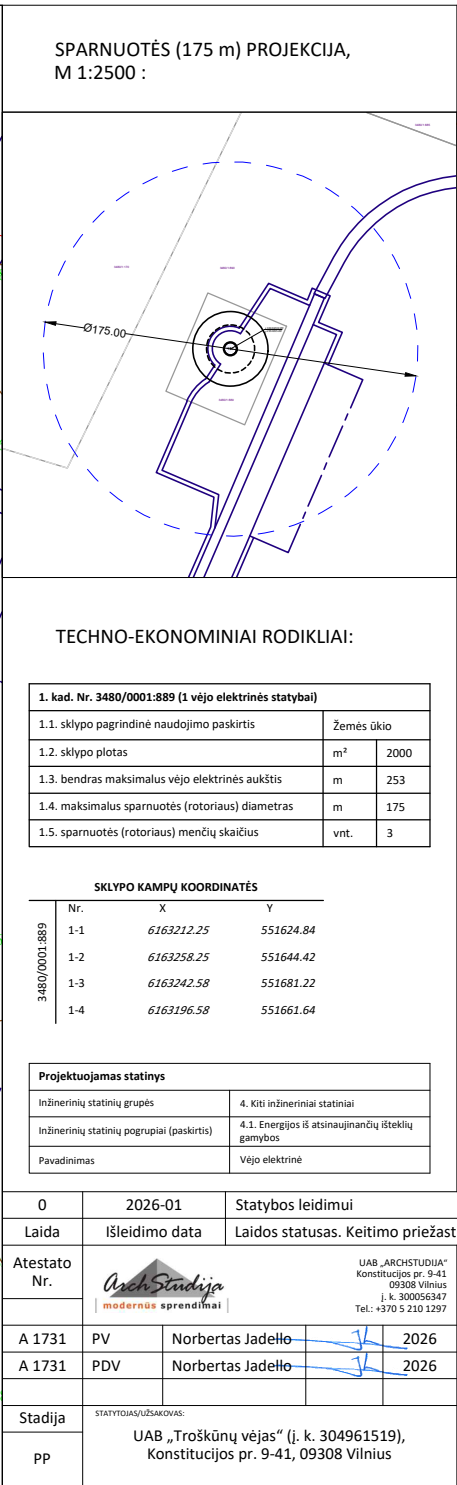 SPARNUOTĖS (175 m) PROJEKCIJA,
M 1:2500 :
Ø175.00
TECHNO-EKONOMINIAI RODIKLIAI:
1. kad. Nr. 3480/0001:889 (1 vėjo elektrinės statybai)
1.1. sklypo pagrindinė naudojimo paskirtis Žemės ūkio
1.2. sklypo plotas m² 2000
1.3. bendras maksimalus vėjo elektrinės aukštis m 253
1.4. maksimalus sparnuotės (rotoriaus) diametras m 175
1.5. sparnuotės (rotoriaus) menčių skaičius vnt. 3
SKLYPO KAMPŲ KOORDINATĖS
3480/0001:889
Nr. X Y
1-1 6163212.25 551624.84
1-2 6163258.25 551644.42
1-3 6163242.58 551681.22
1-4 6163196.58 551661.64
Projektuojamas statinys
Inžinerinių statinių grupės 4. Kiti inžineriniai statiniai
Inžinerinių statinių pogrupiai (paskirtis) 4.1. Energijos iš atsinaujinančių išteklių
gamybos
Pavadinimas Vėjo elektrinė
0 2026-01 Statybos leidimui
Laida Išleidimo data Laidos statusas. Keitimo priežast
Atestato
Nr.
ArchStudija
modernūs sprendimai
UAB „ARCHSTUDIJA“
Konstitucijos pr. 9-41
09308 Vilnius
į. k. 300056347
Tel.: +370 5 210 1297
A 1731 PV Norbertas Jadello 2026
A 1731 PDV Norbertas Jadello 2026
Stadija
PP
STATYTOJAS/UŽSAKOVAS:
UAB „Troškūnų vėjas“ (į. k. 304961519),
Konstitucijos pr. 9-41, 09308 Vilnius